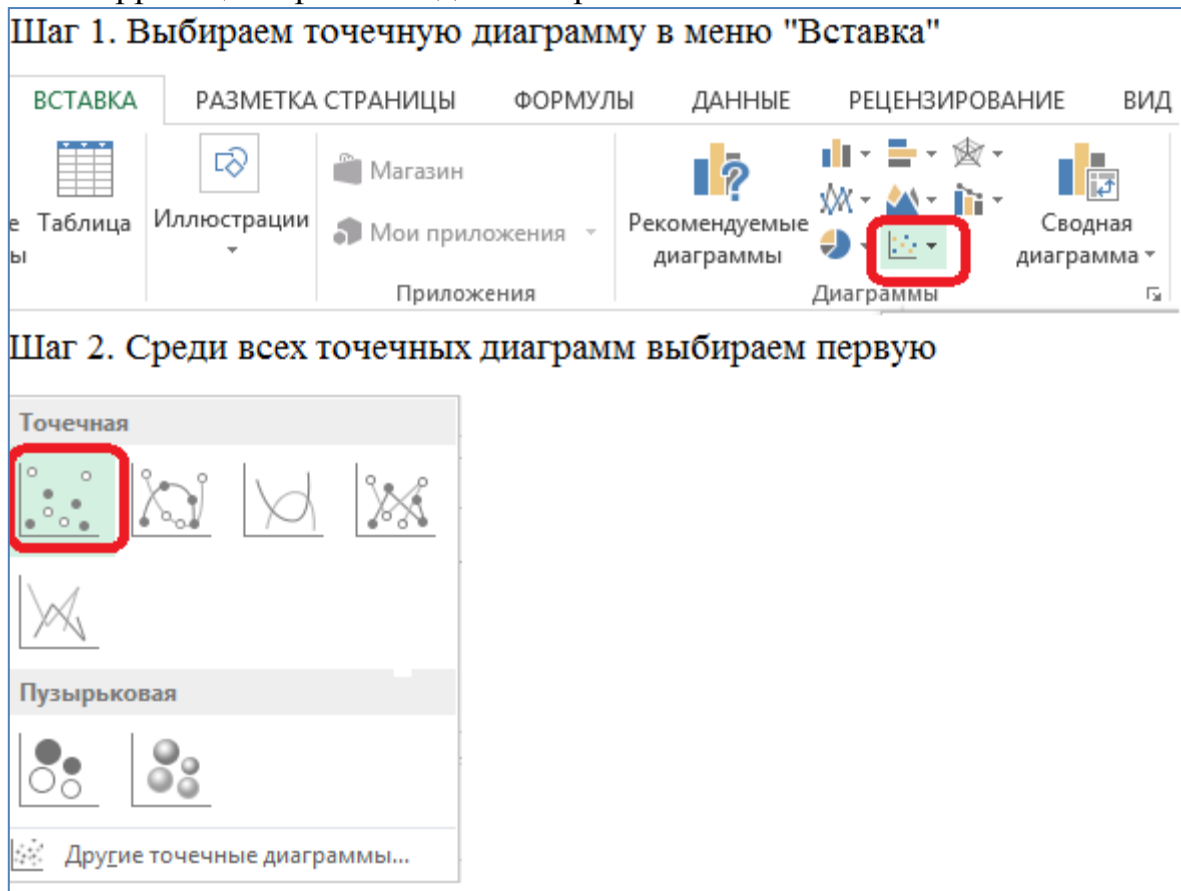 Шаг 1. Выбираем точечную диаграмму в меню "Вставка"
ВСТАВКА РАЗМЕТКА СТРАНИЦЫ ФОРМУЛЫ ДАННЫЕ РЕЦЕНЗИРОВАНИЕ ВИД
Магазин
е Таблица Иллюстрации Рекомендуемые Сводная
ы Мои приложения диаграммы диаграмма
Приложения Диаграммы
Шаг 2. Среди всех точечных диаграмм выбираем первую
Точечная
Пузырьковая
Другие точечные диаграммы...